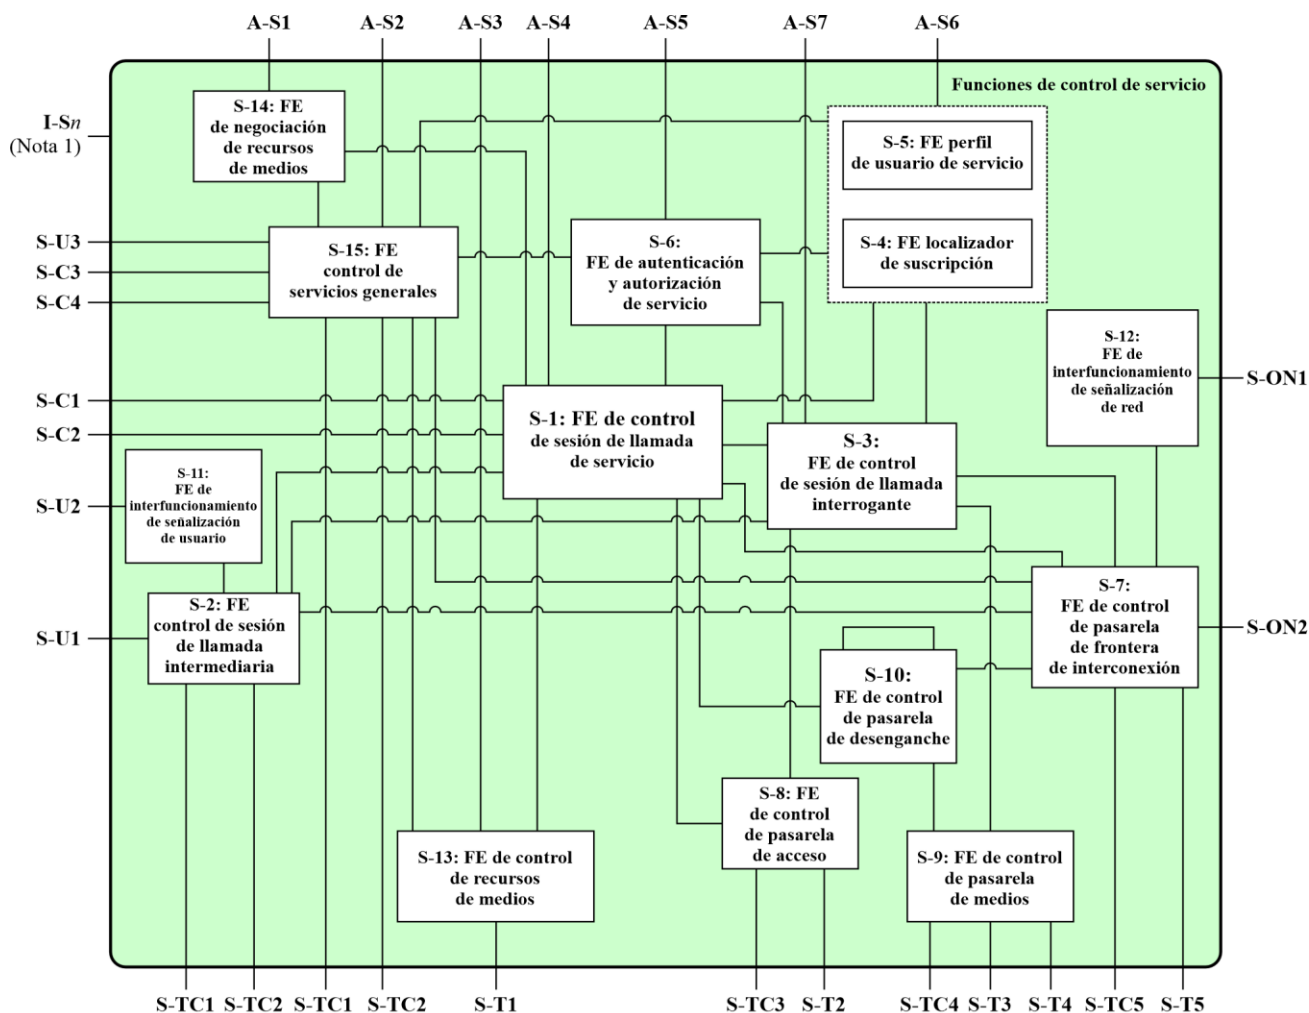 A-S1 A-S2 A-S3 A-S4 A-S5 A-S7 A-S6
Funciones de control de servicio
I-Sn
(Nota 1)
S-14: FE
de negociación
de recursos
de medios
S-5: FE perfil
de usuario de servicio
S-4: FE localizador
de suscripción
S-U3
S-C3
S-C4
S-15: FE
control de
servicios generales
S-6:
FE de autenticación
y autorización
de servicio
S-12:
FE de
interfuncionamiento
de señalización
de red
S-ON1
S-C1
S-C2
S-1: FE de control
de sesión de llamada
de servicio
S-3:
FE de control
de sesión de llamada
interrogante
S-11:
FE de
interfuncionamiento
de señalización
de usuario
S-U2
S-2: FE
control de sesión
de llamada
intermediaria
S-U1
S-7:
FE de control
de pasarela
de frontera
de interconexión
S-ON2
S-10:
FE de control
de pasarela
de desenganche
S-8: FE
de control
de pasarela
de acceso
S-13: FE de control
de recursos
de medios
S-9: FE de control
de pasarela
de medios
S-TC1 S-TC2 S-TC1 S-TC2 S-T1 S-TC3 S-T2 S-TC4 S-T3 S-T4 S-TC5 S-T5